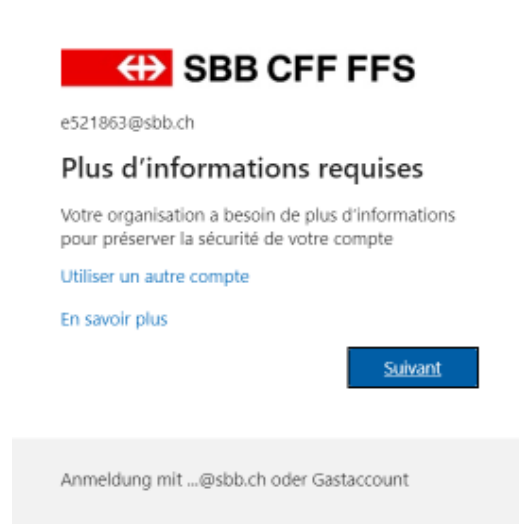 SBB CFF FFS
e521863@sbb.ch
Plus d'informations requises
Votre organisation a besoin de plus d'informations
pour préserver la sécurité de votre compte
Utiliser un autre compte
En savoir plus
Suivant
Anmeldung mit ...@sbb.ch oder Gastaccount